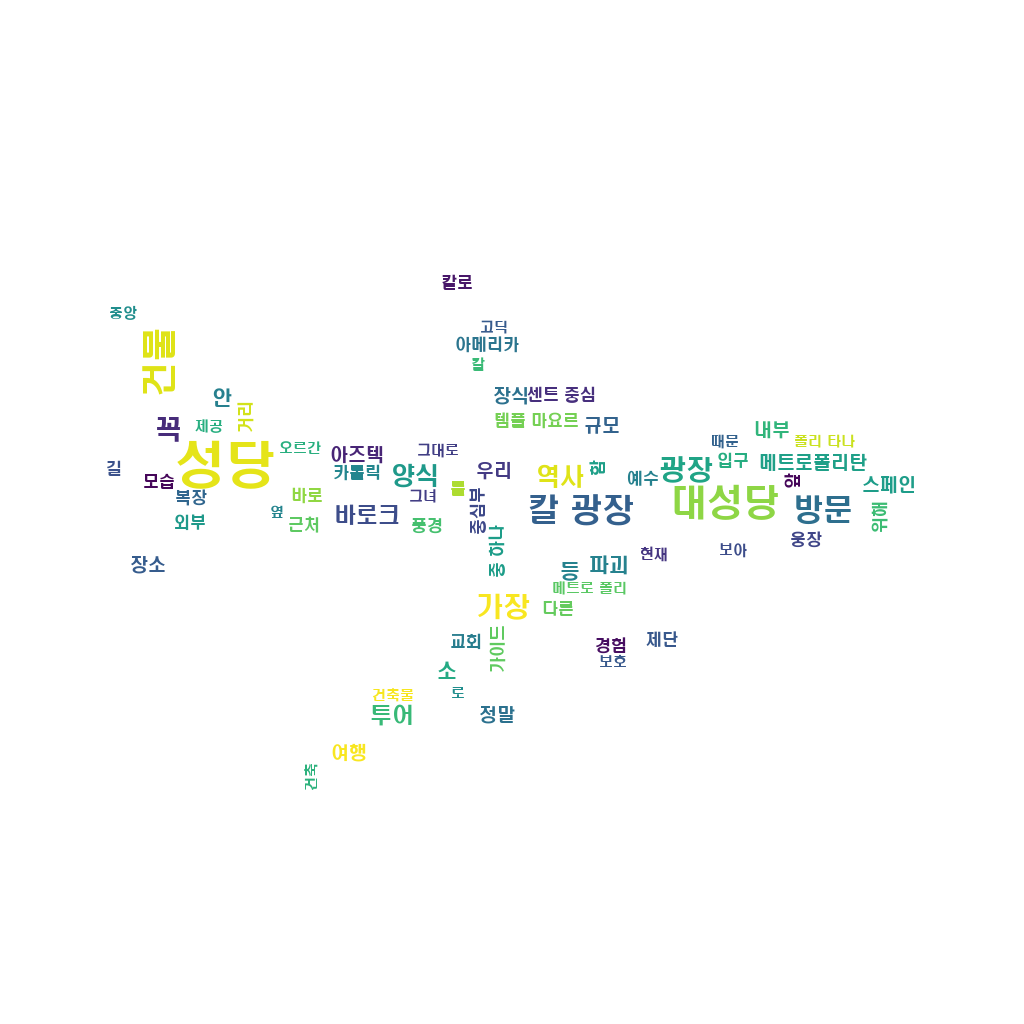 칼로
중앙
고딕
아메리카
건물
칼
장식
센트 중심
안
템플 마요르
규모
거리
제공
꼭
내부
때문
폴리 타나
오르간
아즈텍
그대로
성당
카톨릭
양식
우리
역사
함
예수
광장
입구
메트로폴리탄
길
모습
복장
바로
그녀
스페인
옆
바로크
중심부
칼 광장
대성당
방문
위해
외부
근처
풍경
웅장
장소
중 하나
등
파괴
현재
보아
메트로 폴리
가장
다른
교회
가이드
경험
제단
보호
소
로
건축물
투어
정말
여행
건축